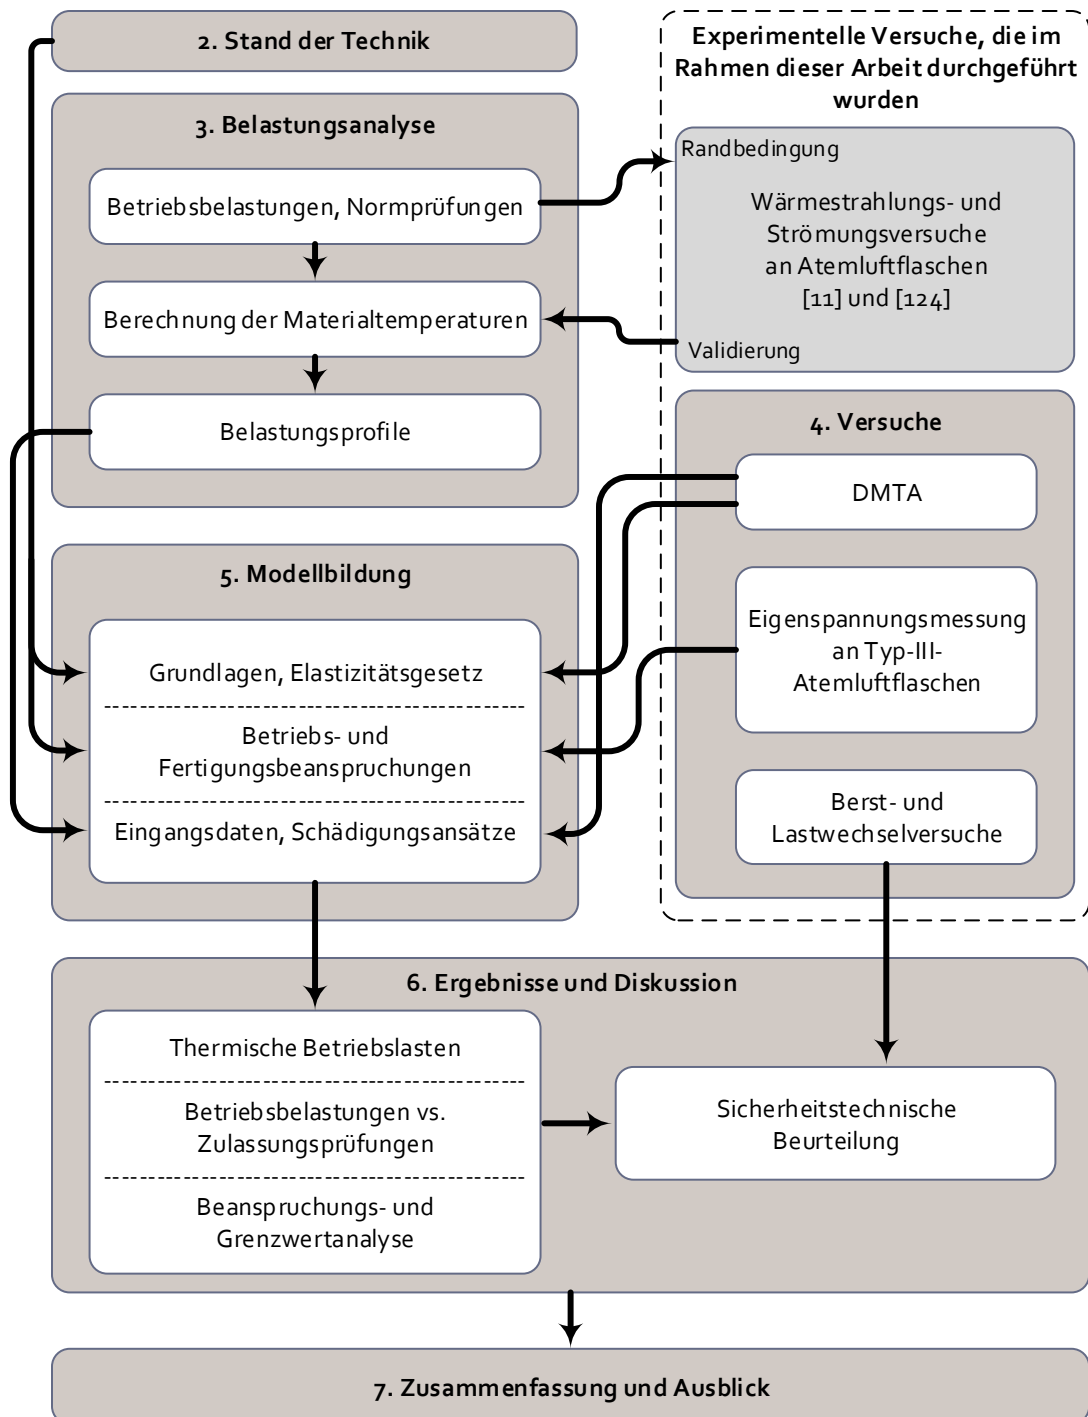 2. Stand der Technik
3. Belastungsanalyse
Betriebsbelastungen, Normprüfungen
Berechnung der Materialtemperaturen
Belastungsprofile
Experimentelle Versuche, die im
Rahmen dieser Arbeit durchgeführt
wurden
Randbedingung
Wärmestrahlungs- und
Strömungsversuche
an Atemluftflaschen
[11] und [124]
Validierung
4. Versuche
DMTA
Eigenspannungsmessung
an Typ-III-
Atemluftflaschen
Berst- und
Lastwechselversuche
5. Modellbildung
Grundlagen, Elastizitätsgesetz
Betriebs- und
Fertigungsbeanspruchungen
Eingangsdaten, Schädigungsansätze
6. Ergebnisse und Diskussion
Thermische Betriebslasten
Betriebsbelastungen vs.
Zulassungsprüfungen
Beanspruchungs- und
Grenzwertanalyse
Sicherheitstechnische
Beurteilung
7. Zusammenfassung und Ausblick